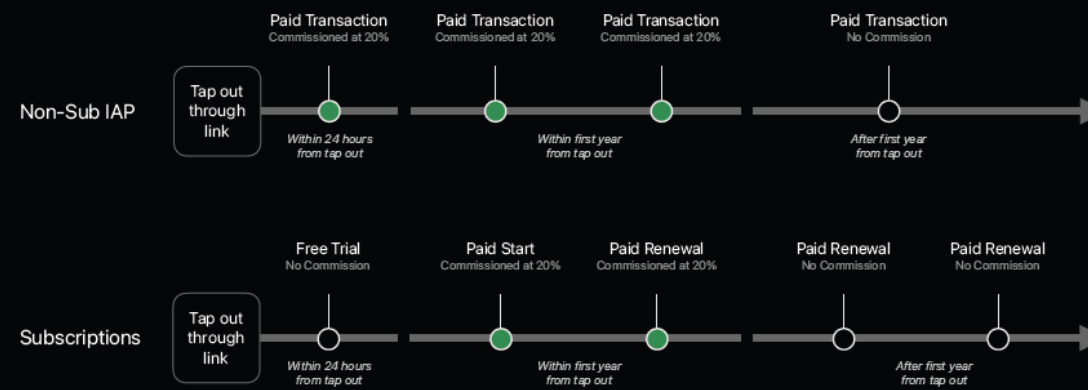 Paid Transaction
Commissioned at 20%
Paid Transaction
Commissioned at 20%
Paid Transaction
Commissioned at 20%
Paid Transaction
No Commission
Non-Sub IAP
Tap out
through
link
Within 24 hours
from tap out
Within first year
from tap out
After first year
from tap out
Free Trial
No Commission
Paid Start
Commissioned at 20%
Paid Renewal
Commissioned at 20%
Paid Renewal
No Commission
Paid Renewal
No Commission
Subscriptions
Tap out
through
link
Within 24 hours
from tap out
Within first year
from tap out
After first year
from tap out